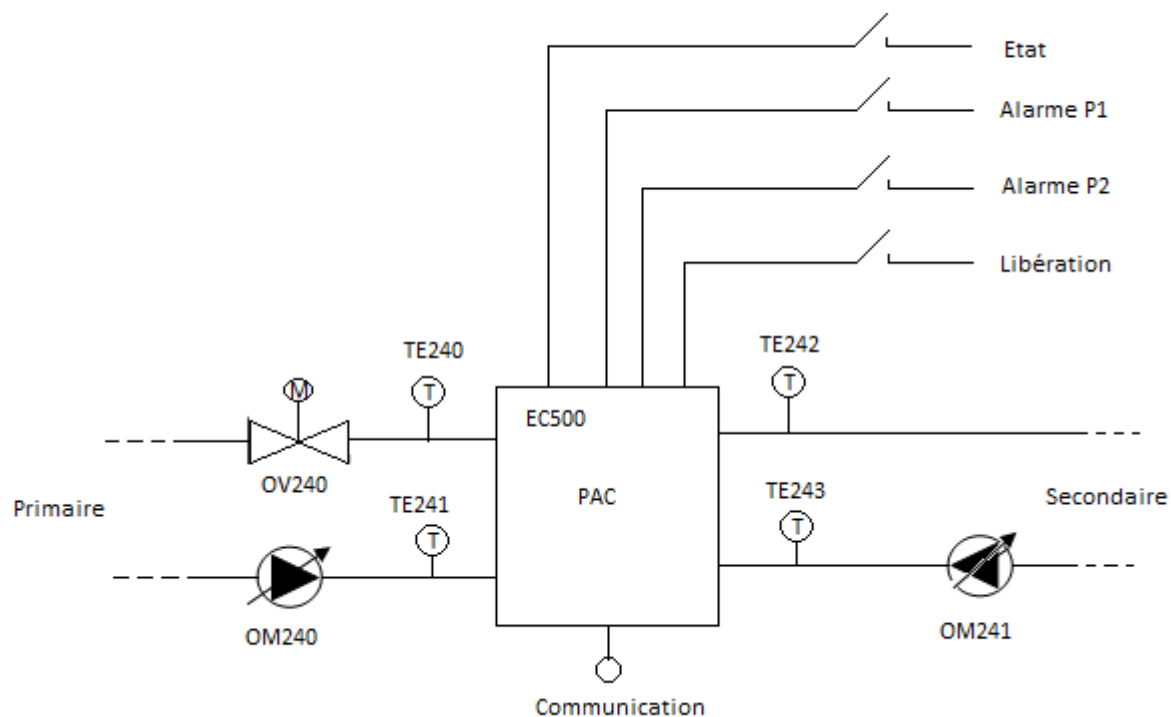 Etat
Alarme P1
Alarme P2
Libération
TE240
TE242
M
T
T
EC500
OV240
PAC
TE241
TE243
Primaire
Secondaire
T
T
OM240
OM241
Communication